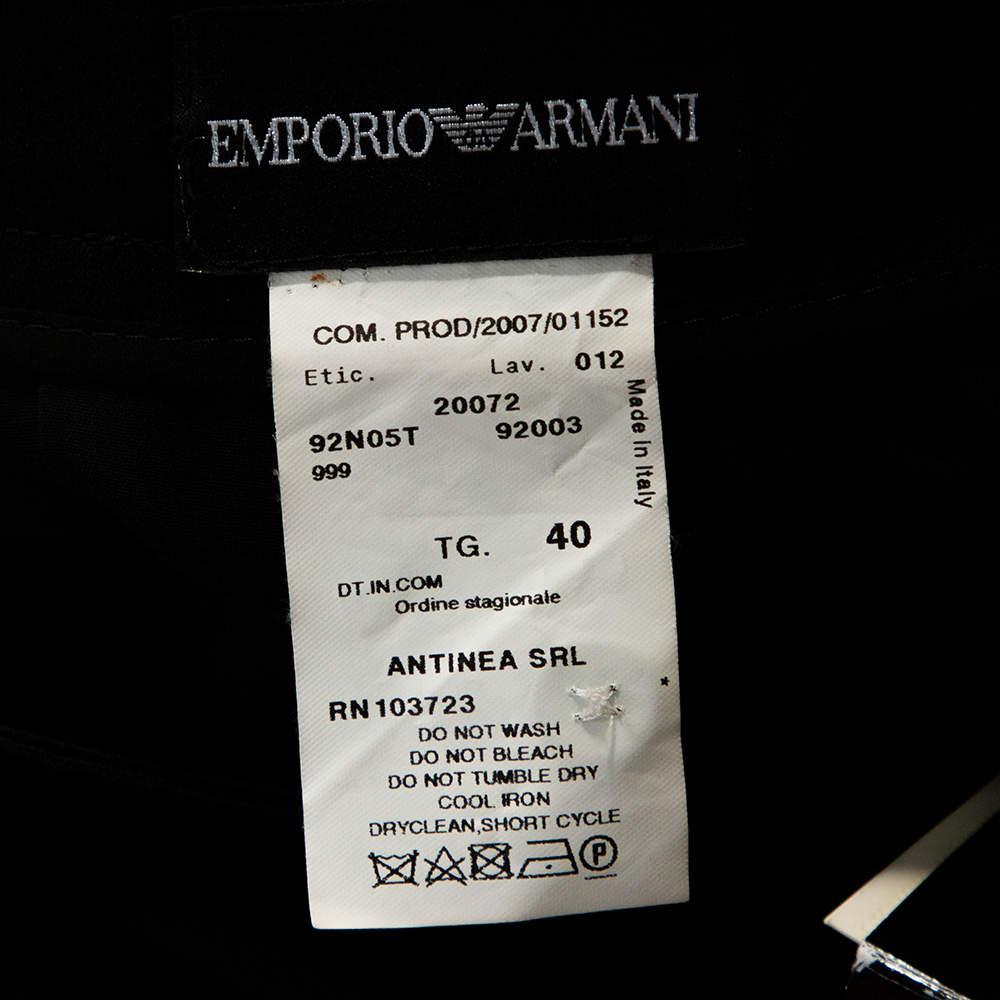 EMPORIO ARMANI
COM. PROD/2007/01152
Etic. Lav. 012
20072
92N05T 92003
999
Made in Italy
TG. 40
DT.IN.COM
Ordine stagionale
ANTINEA SRL
*
RN 103723
DO NOT WASH
DO NOT BLEACH
DO NOT TUMBLE DRY
COOL IRON
DRYCLEAN,SHORT CYCLE
P